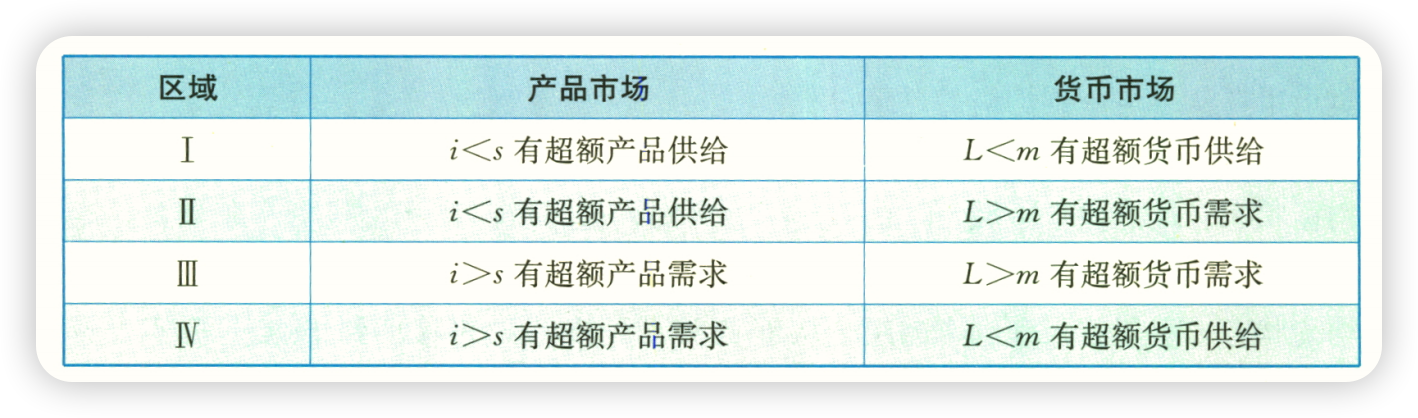 区域 产品市场 货币市场
Ⅰ i＜s 有超额产品供给 L＜m 有超额货币供给
Ⅱ i＜s 有超额产品供给 L＞m 有超额货币需求
Ⅲ i＞s 有超额产品需求 L＞m 有超额货币需求
Ⅳ i＞s 有超额产品需求 L＜m 有超额货币供给